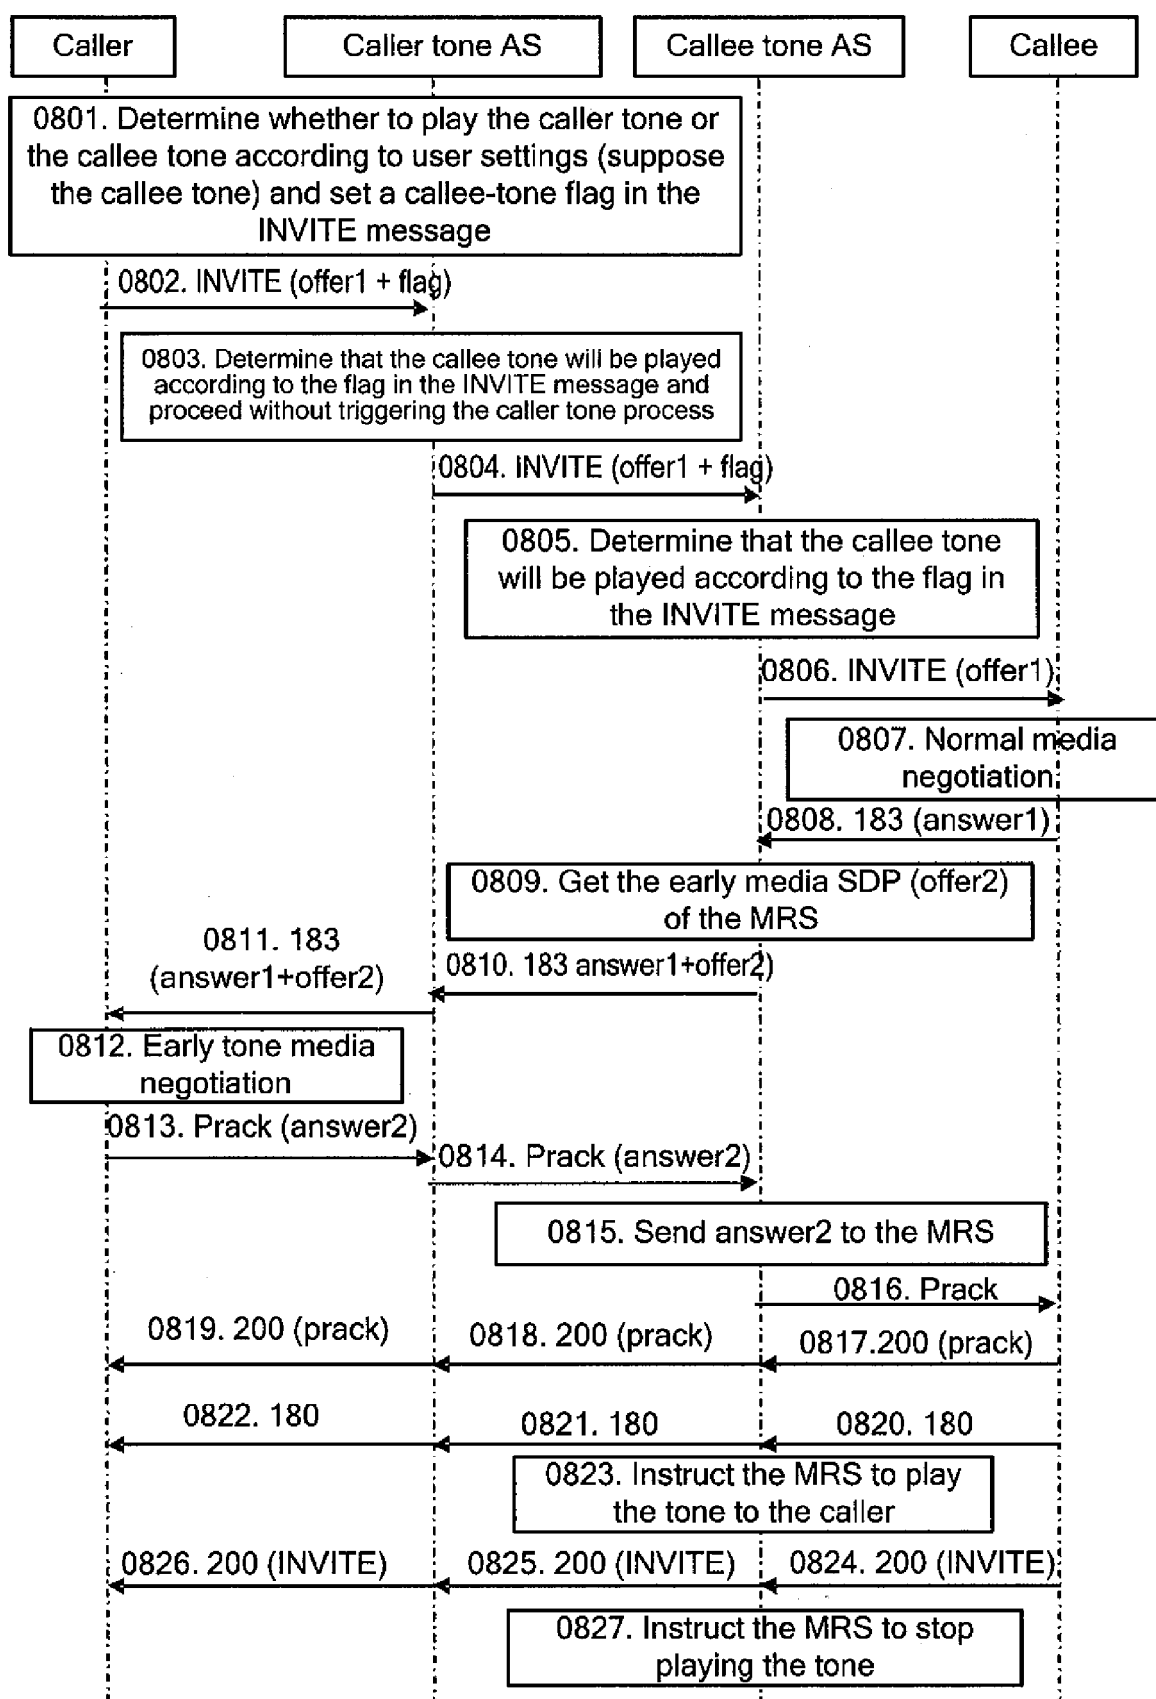 Caller
Caller tone AS
Callee tone AS
Callee
0801. Determine whether to play the caller tone or
the callee tone according to user settings (suppose
the callee tone) and set a callee-tone flag in the
INVITE message
0802. INVITE (offer1 + flag)
0803. Determine that the callee tone will be played
according to the flag in the INVITE message and
proceed without triggering the caller tone process
0804. INVITE (offer1 + flag)
0805. Determine that the callee tone
will be played according to the flag in
the INVITE message
0806. INVITE (offer1)
0807. Normal media
negotiation
0808. 183 (answer1)
0809. Get the early media SDP (offer2)
of the MRS
0810. 183 answer1+offer2)
0811. 183
(answer1+offer2)
0812. Early tone media
negotiation
0813. Prack (answer2)
0814. Prack (answer2)
0815. Send answer2 to the MRS
0816. Prack
0819. 200 (prack)
0818. 200 (prack)
0817.200 (prack)
0822. 180
0821. 180
0820. 180
0823. Instruct the MRS to play
the tone to the caller
0826. 200 (INVITE)
0825. 200 (INVITE)
0824. 200 (INVITE)
0827. Instruct the MRS to stop
playing the tone